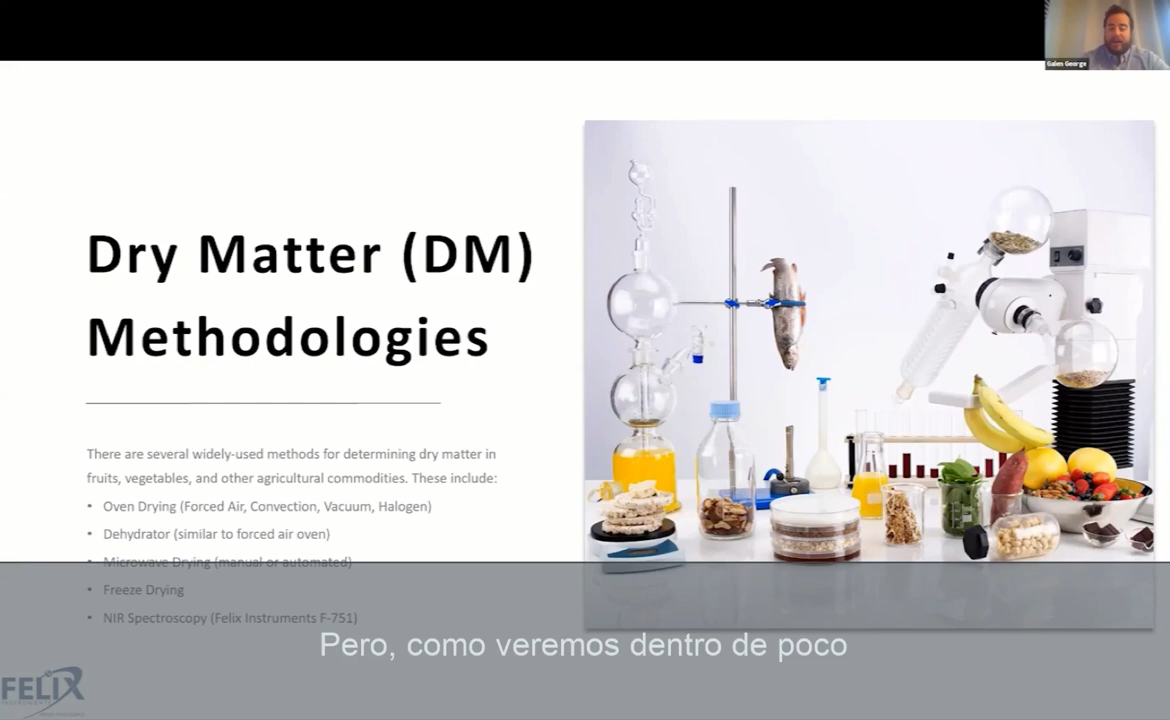 Galen George
Dry Matter (DM)
Methodologies
There are several widely-used methods for determining dry matter in
fruits, vegetables, and other agricultural commodities. These include:
• Oven Drying (Forced Air, Convection, Vacuum, Halogen)
• Dehydrator (similar to forced air oven)
• Microwave Drying (manual or automated)
• Freeze Drying
• NIR Spectroscopy (Felix Instruments F-751)
Pero, como veremos dentro de poco
FELIX
INSTRUMENTS